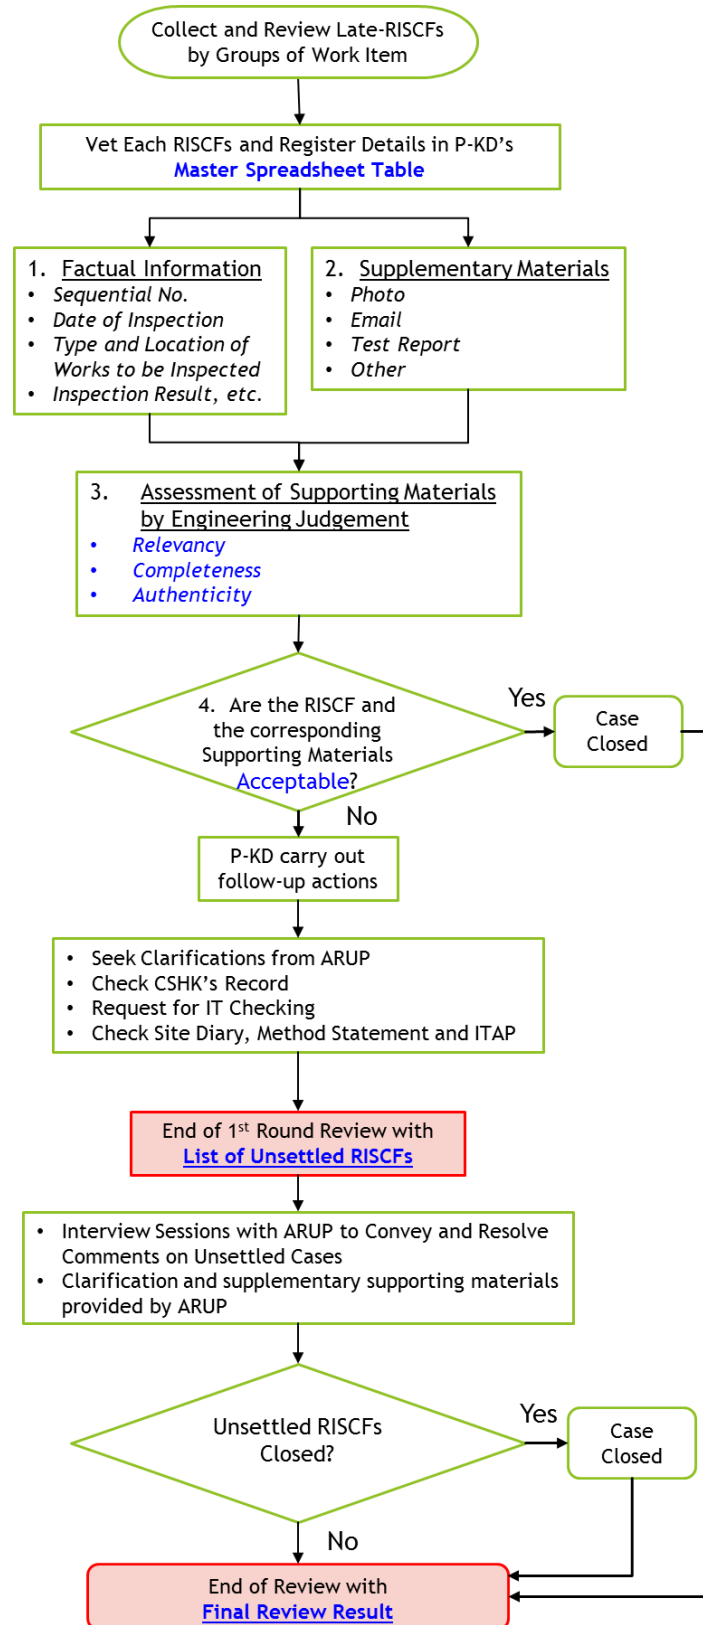 Collect and Review Late-RISCFs
by Groups of Work Item
Vet Each RISCFs and Register Details in P-KD’s
Master Spreadsheet Table
1. Factual Information
• Sequential No.
• Date of Inspection
• Type and Location of
Works to be Inspected
• Inspection Result, etc.
2. Supplementary Materials
• Photo
• Email
• Test Report
• Other
3. Assessment of Supporting Materials
by Engineering Judgement
• Relevancy
• Completeness
• Authenticity
4. Are the RISCF and
the corresponding
Supporting Materials
Acceptable?
Yes
Case
Closed
No
P-KD carry out
follow-up actions
• Seek Clarifications from ARUP
• Check CSHK’s Record
• Request for IT Checking
• Check Site Diary, Method Statement and ITAP
End of 1st Round Review with
List of Unsettled RISCFs
• Interview Sessions with ARUP to Convey and Resolve
Comments on Unsettled Cases
• Clarification and supplementary supporting materials
provided by ARUP
Unsettled RISCFs
Closed?
Yes
Case
Closed
No
End of Review with
Final Review Result